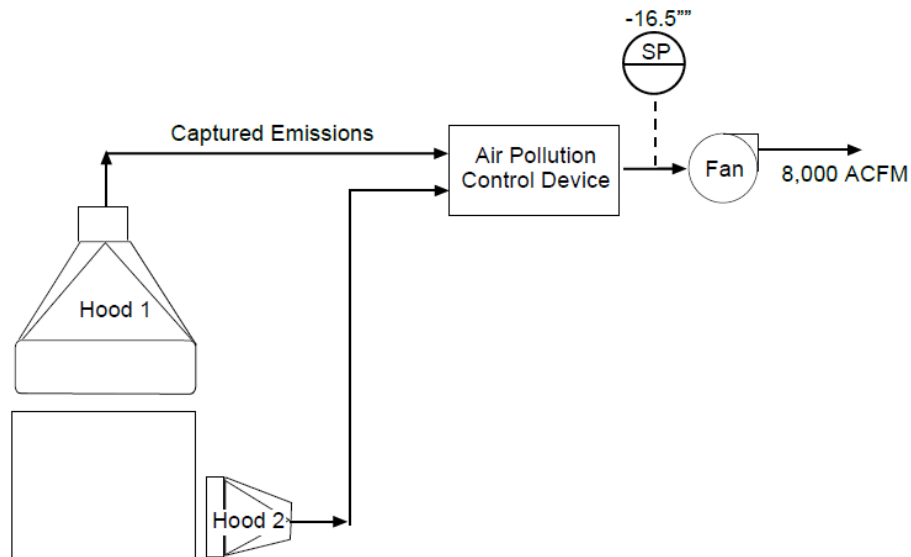 -16.5""
SP
Captured Emissions
Air Pollution
Control Device
Fan
8,000 ACFM
Hood 1
Hood 2